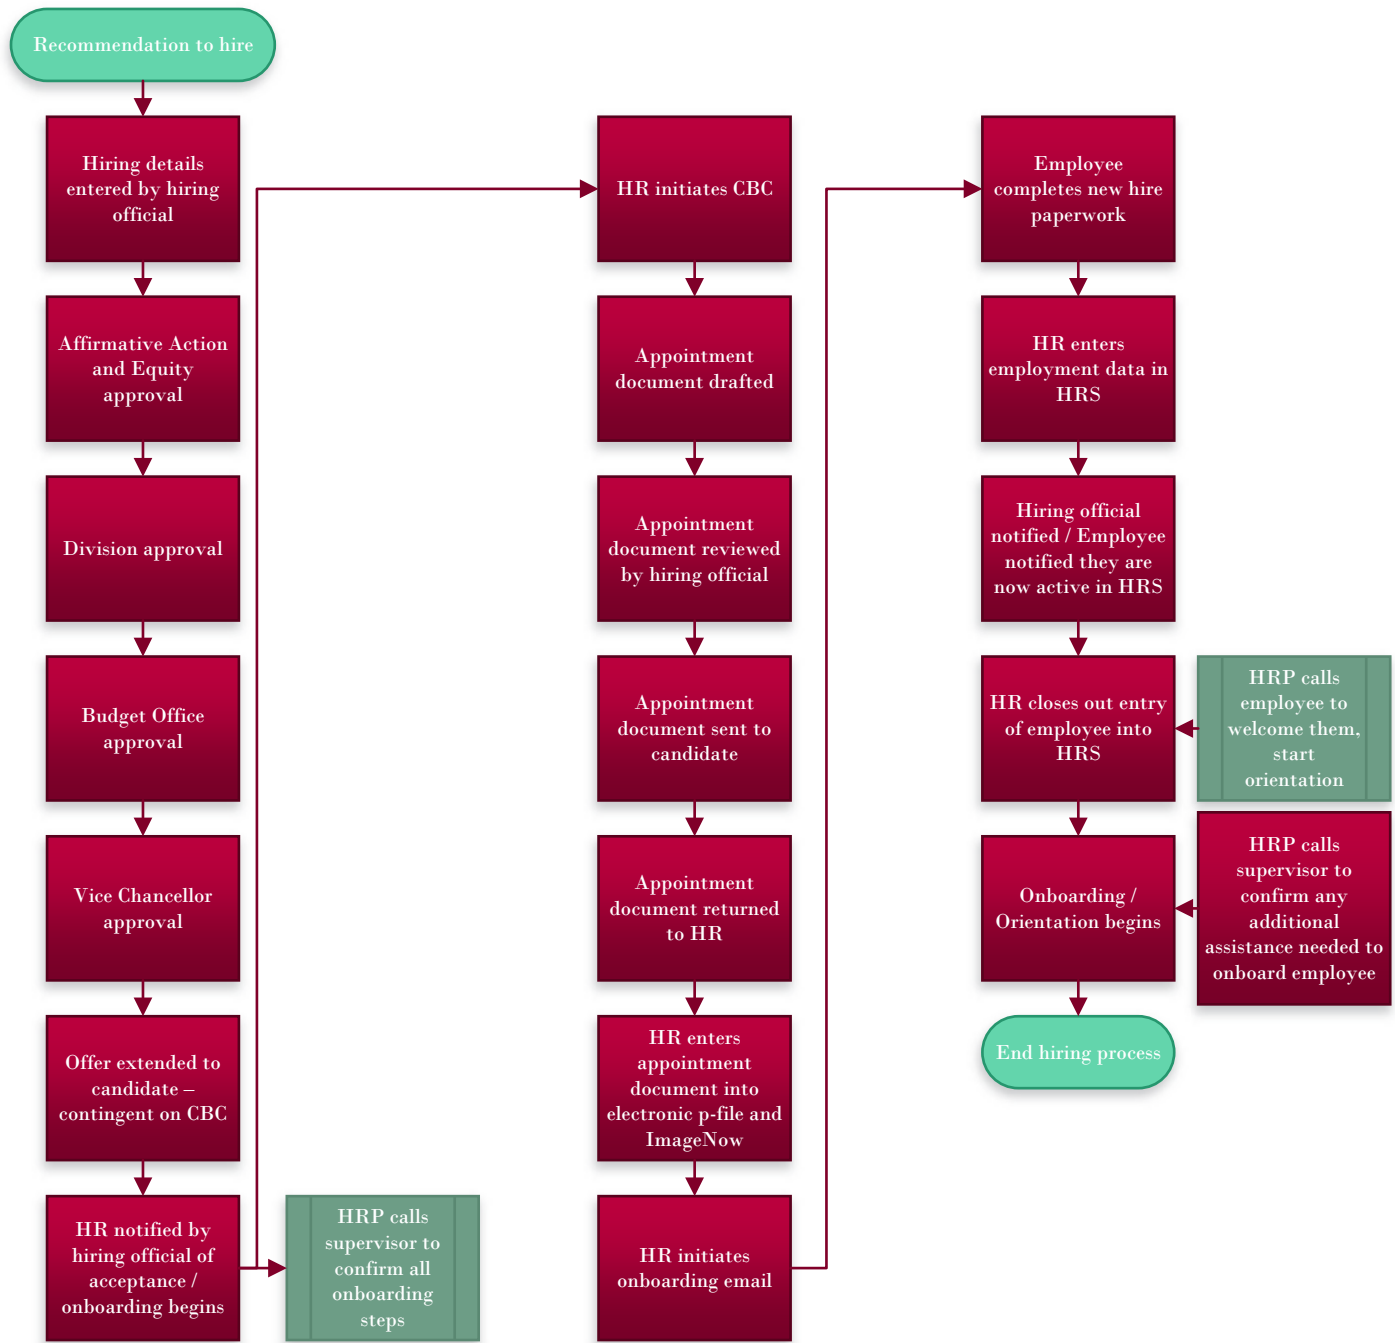 Recommendation to hire
Hiring details
entered by hiring
official
Affirmative Action
and Equity
approval
Division approval
Budget Office
approval
Vice Chancellor
approval
Offer extended to
candidate –
contingent on CBC
HR notified by
hiring official of
acceptance /
onboarding begins
HRP calls
supervisor to
confirm all
onboarding
steps
HR initiates CBC
Appointment
document drafted
Appointment
document reviewed
by hiring official
Appointment
document sent to
candidate
Appointment
document returned
to HR
HR enters
appointment
document into
electronic p-file and
ImageNow
HR initiates
onboarding email
Employee
completes new hire
paperwork
HR enters
employment data in
HRS
Hiring official
notified / Employee
notified they are
now active in HRS
HR closes out entry
of employee into
HRS
HRP calls
employee to
welcome them,
start
orientation
Onboarding /
Orientation begins
HRP calls
supervisor to
confirm any
additional
assistance needed to
onboard employee
End hiring process